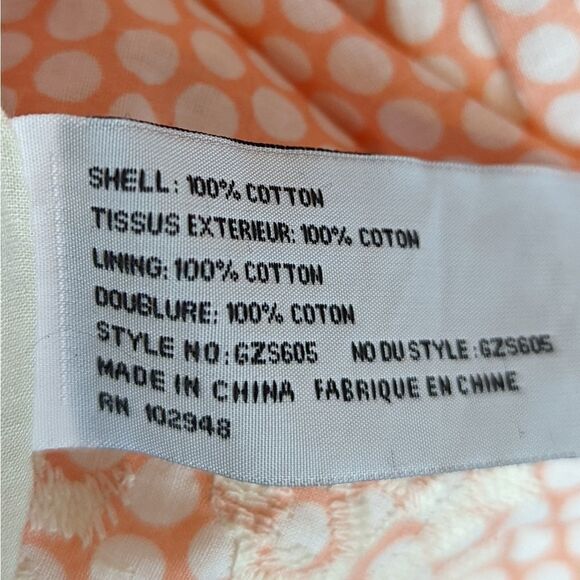 SHELL: 100% COTTON
TISSUS EXTERIEUR: 100% COTON
LINING: 100% COTTON
DOUBLURE: 100% COTON
STYLE NO.:GZS605 NO DU STYLE:GZS605
MADE IN CHINA FABRIQUE EN CHINE
RN 102948